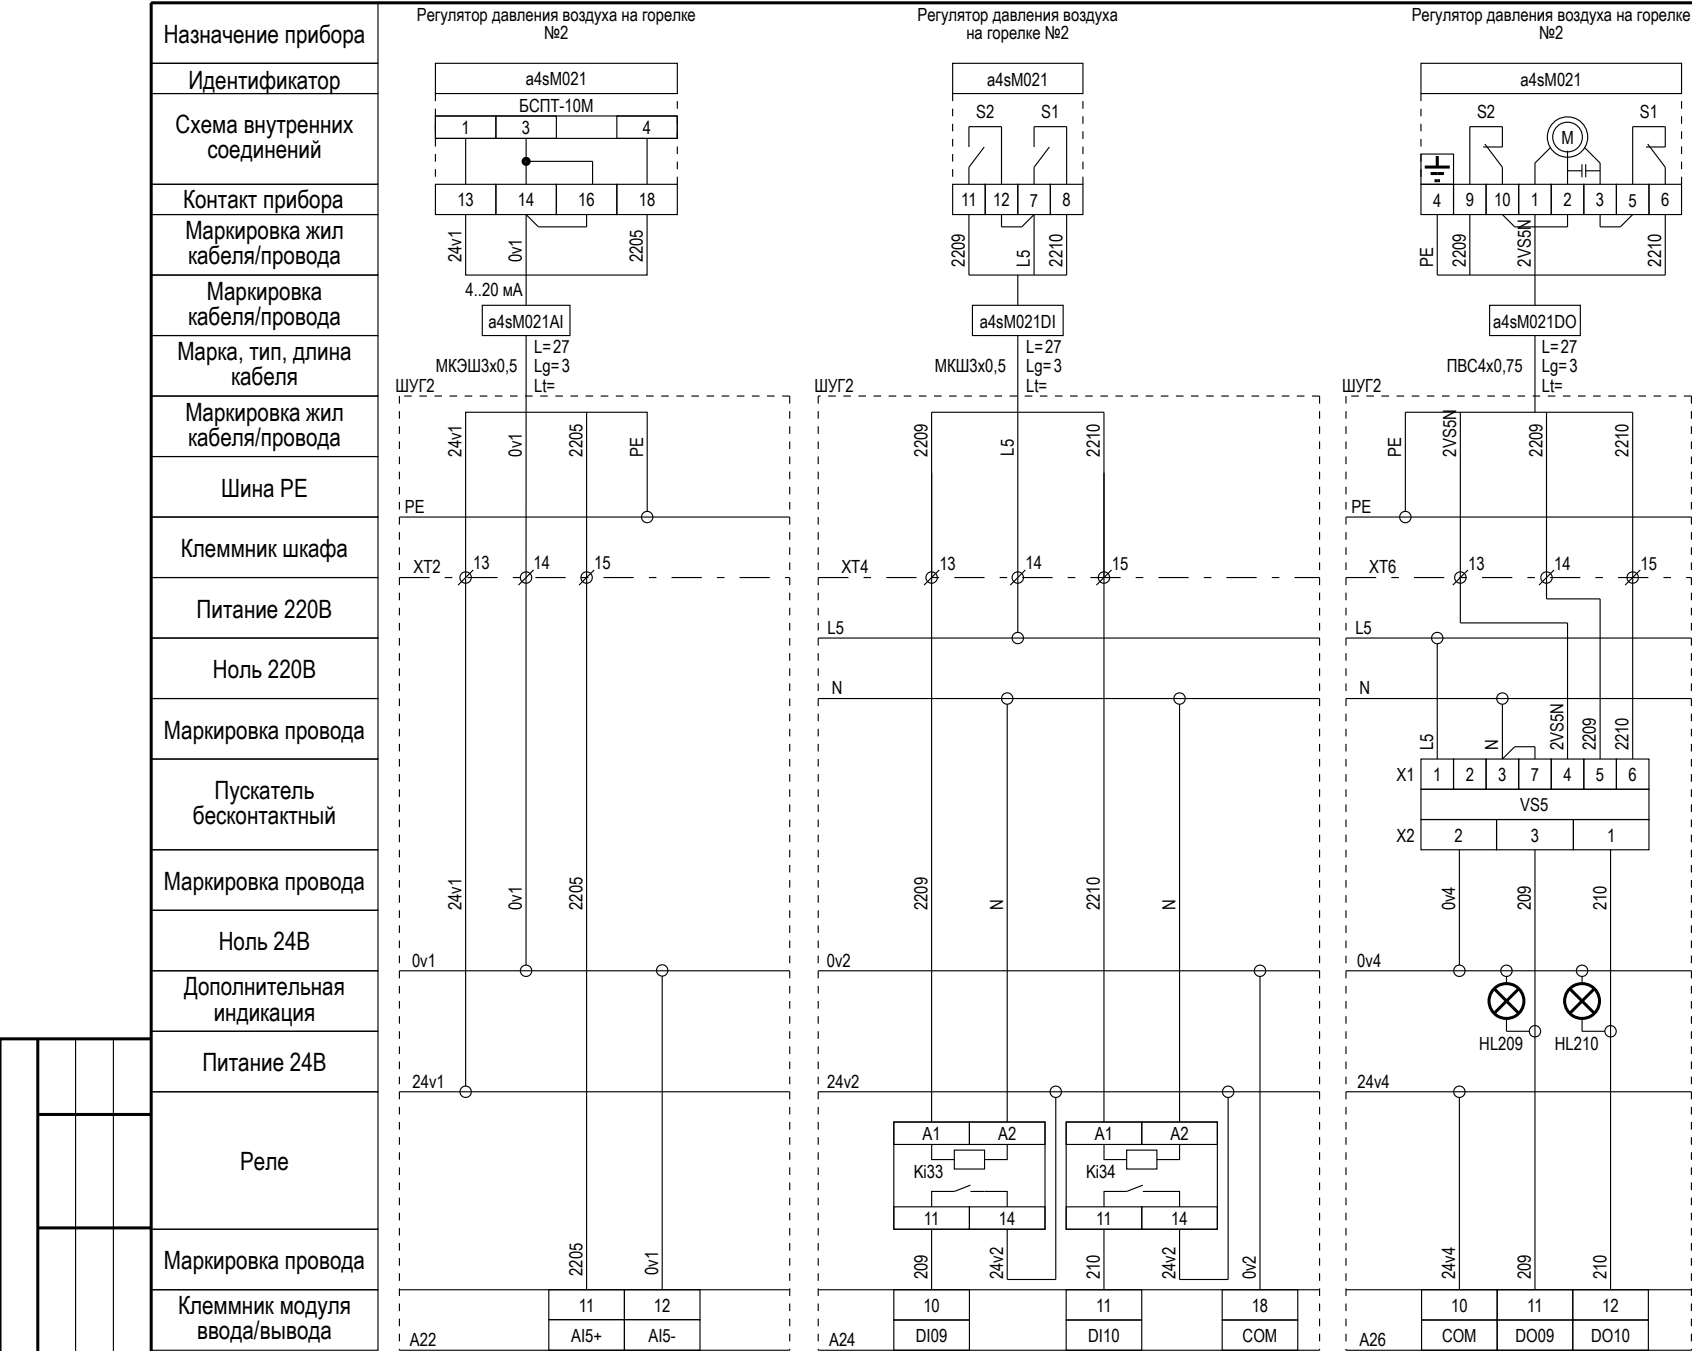 Назначение прибора
Регулятор давления воздуха на горелке
№2
Регулятор давления воздуха
на горелке №2
Регулятор давления воздуха на горелке
№2
Идентификатор
a4sM021
a4sM021
a4sM021
Схема внутренних
соединений
БСПТ-10М
1 3 4
S2 S1
S2 M S1
Контакт прибора
13 14 16 18
11 12 7 8
4 9 10 1 2 3 5 6
Маркировка жил
кабеля/провода
24v1 0v1 2205
2209 L5 2210
PE 2209 2VS5N 2210
Маркировка
кабеля/провода
4..20 мА
a4sM021AI
a4sM021DI
a4sM021DO
Марка, тип, длина
кабеля
МКЭШ3х0,5
L=27
Lg=3
Lt=
МКШ3х0,5
L=27
Lg=3
Lt=
ПВС4х0,75
L=27
Lg=3
Lt=
ШУГ2
ШУГ2
ШУГ2
Маркировка жил
кабеля/провода
24v1 0v1 2205 PE
2209 L5 2210
PE 2VS5N 2209 2210
Шина PE
PE
PE
Клеммник шкафа
XT2 13 14 15
XT4 13 14 15
XT6 13 14 15
Питание 220В
L5
L5
Ноль 220В
N
N
Маркировка провода
L5 N 2VS5N 2209 2210
Пускатель
бесконтактный
X1 1 2 3 7 4 5 6
VS5
X2 2 3 1
Маркировка провода
24v1 0v1 2205
2209 N 2210 N
0v4 209 210
Ноль 24В
0v1
0v2
0v4
Дополнительная
индикация
HL209 HL210
Питание 24В
24v1
24v2
24v4
Реле
A1 A2
Ki33
11 14
A1 A2
Ki34
11 14
Маркировка провода
2205 0v1
209 24v2 210 24v2 0v2
24v4 209 210
Клеммник модуля
ввода/вывода
11 12
A22 AI5+ AI5-
10 11 18
A24 DI09 DI10 COM
10 11 12
A26 COM DO09 DO10